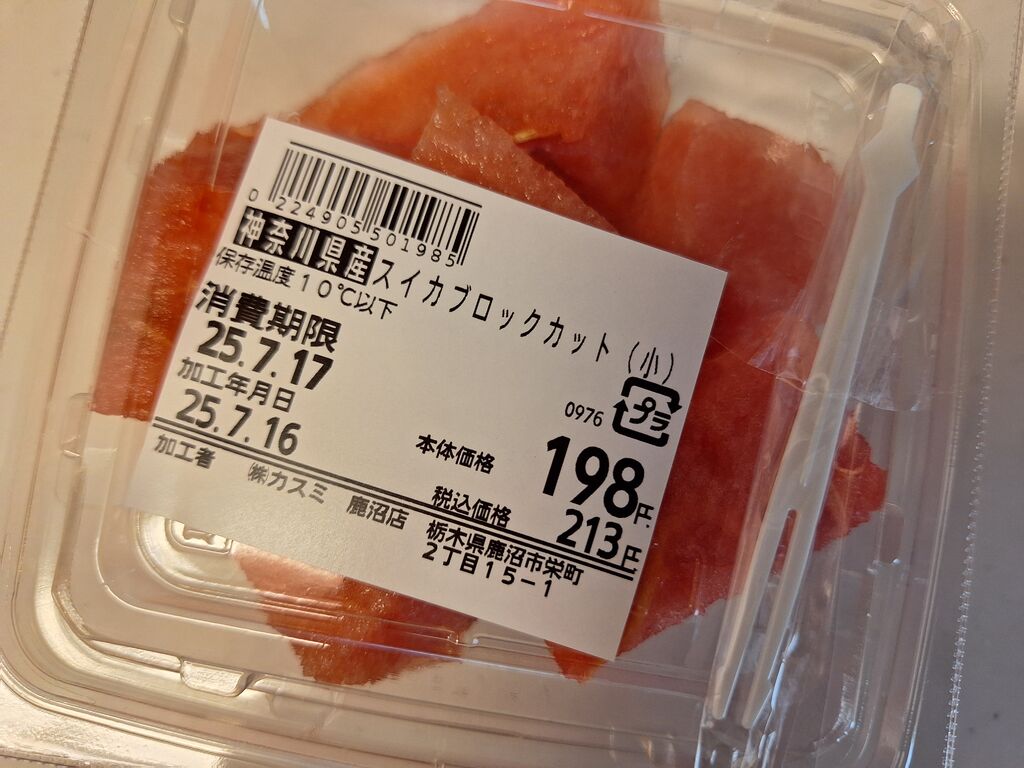 0 224905 501985
神奈川県産スイカブロックカット（小）
保存温度１０℃以下
消費期限
25.7.17
加工年月日
25.7.16
0976 プラ
本体価格 198円
税込価格 213円
加工者 ㈱カスミ 鹿沼店 栃木県鹿沼市栄町
２丁目１５−１